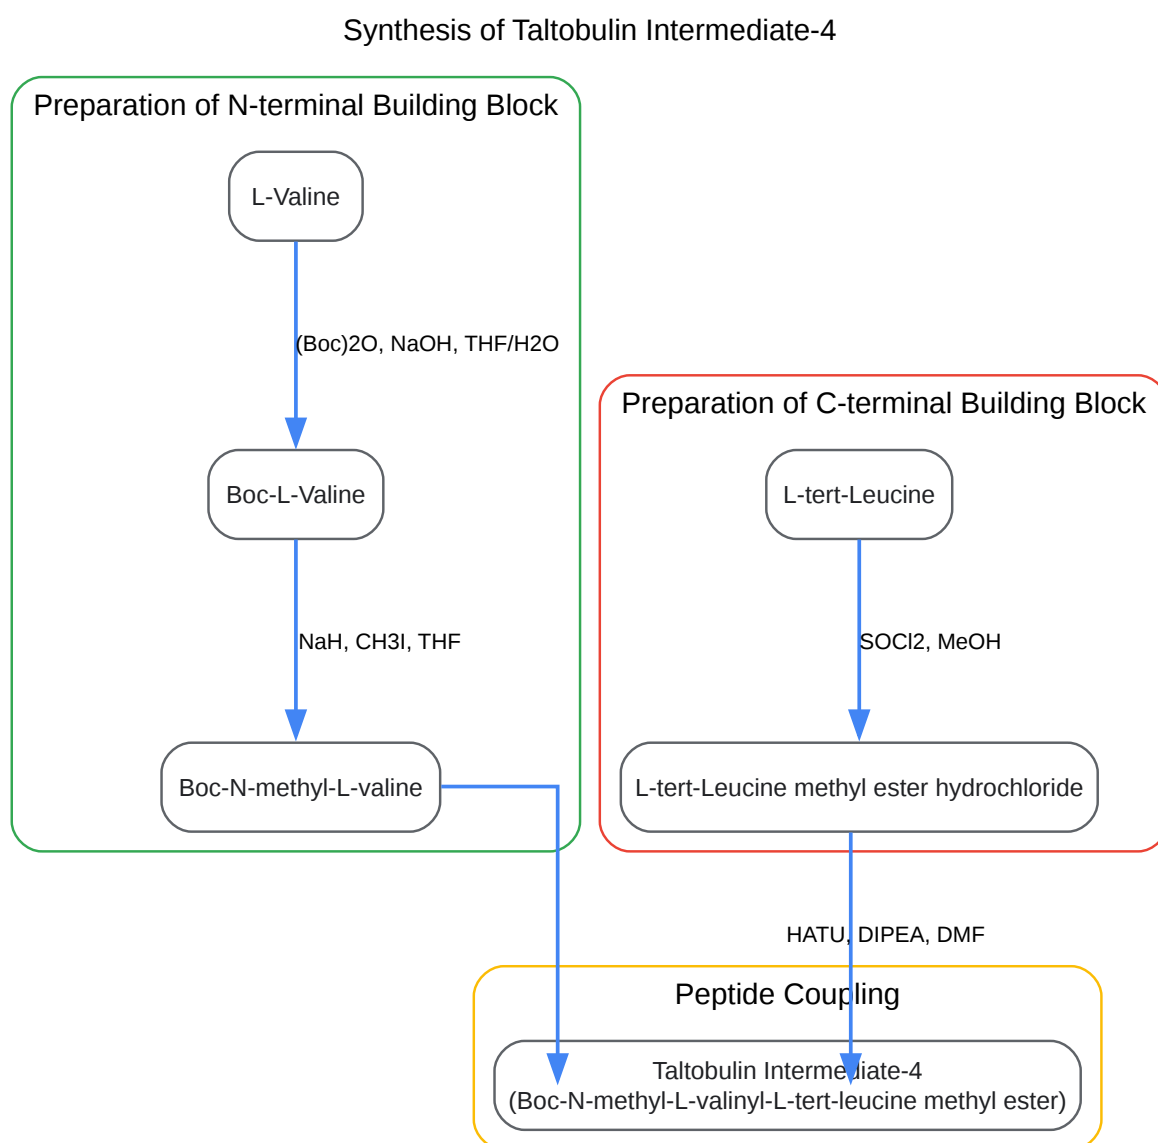 Synthesis of Taltobulin Intermediate-4
Preparation of N-terminal Building Block
L-Valine
(Boc)2O, NaOH, THF/H2O
Boc-L-Valine
NaH, CH3I, THF
Boc-N-methyl-L-valine
Preparation of C-terminal Building Block
L-tert-Leucine
SOCl2, MeOH
L-tert-Leucine methyl ester hydrochloride
HATU, DIPEA, DMF
Peptide Coupling
Taltobulin Intermediate-4
(Boc-N-methyl-L-valinyl-L-tert-leucine methyl ester)